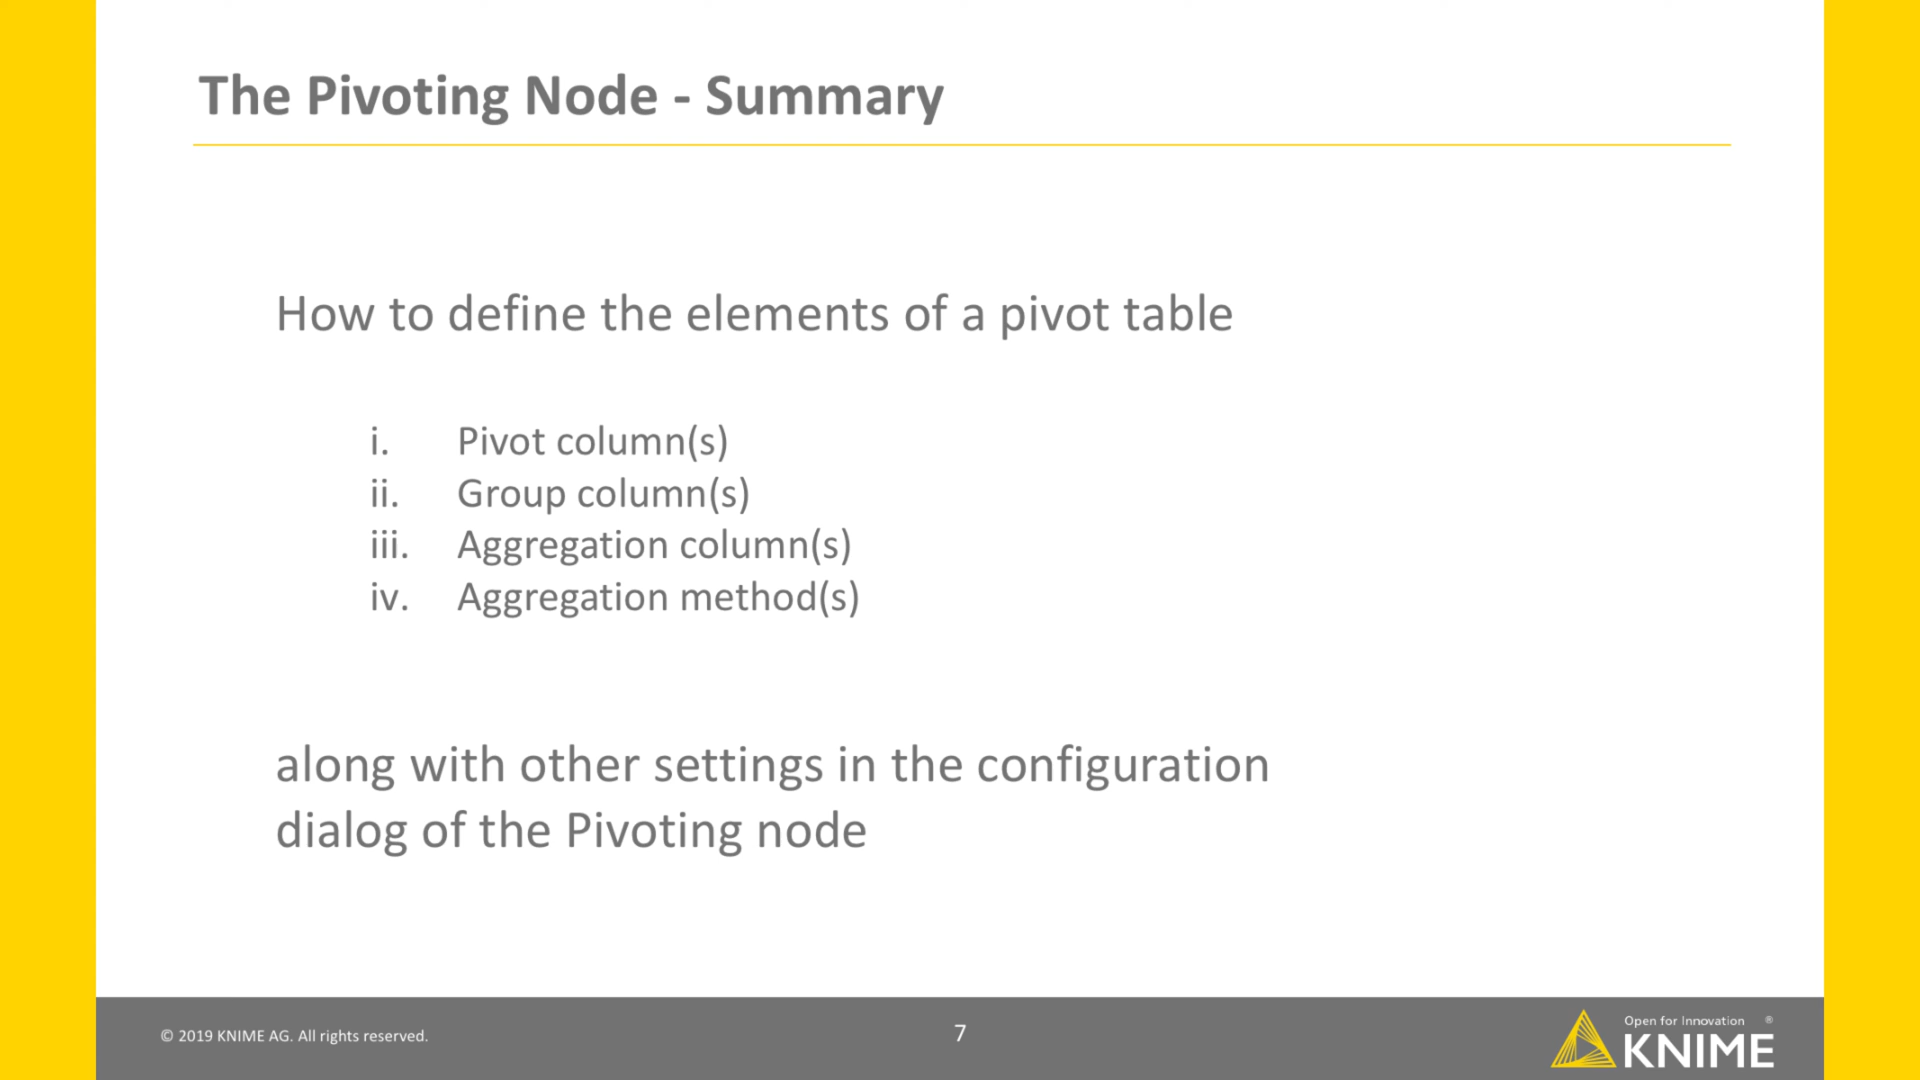 The Pivoting Node - Summary
How to define the elements of a pivot table
i. Pivot column(s)
ii. Group column(s)
iii. Aggregation column(s)
iv. Aggregation method(s)
along with other settings in the configuration
dialog of the Pivoting node
© 2019 KNIME AG. All rights reserved.
7
Open for Innovation ®
KNIME